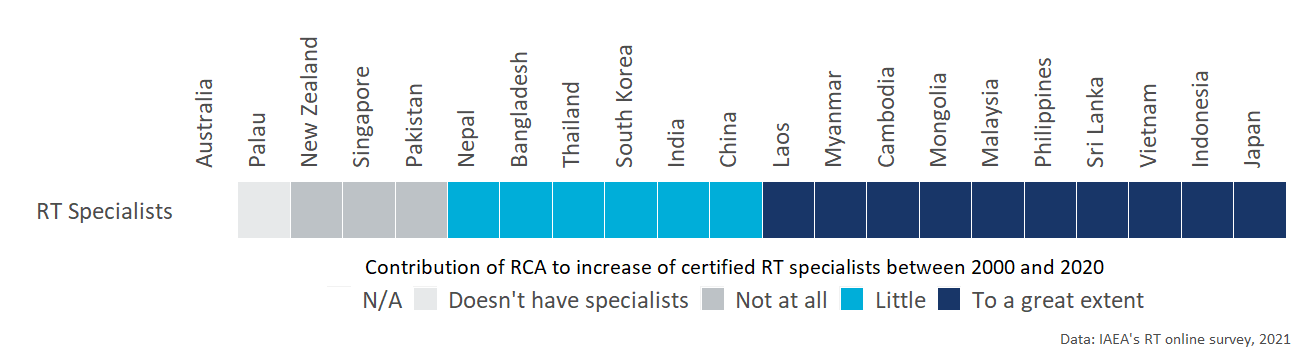 Australia
Palau
New Zealand
Singapore
Pakistan
Nepal
Bangladesh
Thailand
South Korea
India
China
Laos
Myanmar
Cambodia
Mongolia
Malaysia
Philippines
Sri Lanka
Vietnam
Indonesia
Japan
RT Specialists
Contribution of RCA to increase of certified RT specialists between 2000 and 2020
N/A Doesn't have specialists Not at all Little To a great extent
Data: IAEA's RT online survey, 2021